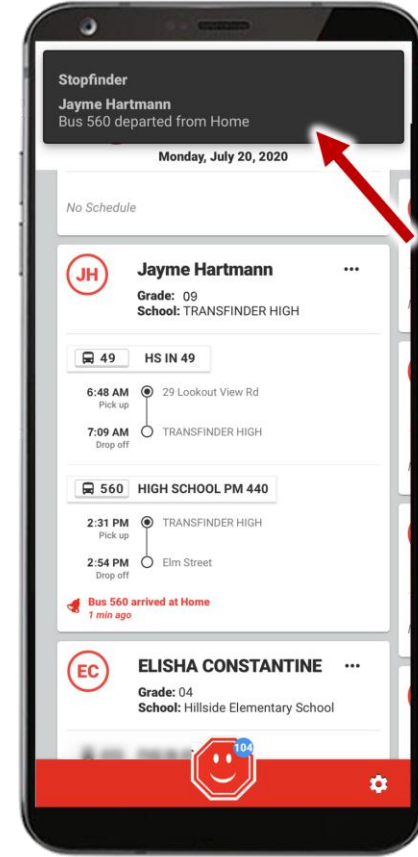 Stopfinder
Jayme Hartmann
Bus 560 departed from Home
Monday, July 20, 2020
No Schedule
JH
Jayme Hartmann
Grade: 09
School: TRANSFINDER HIGH
49 HS IN 49
6:48 AM 29 Lookout View Rd
Pick up
7:09 AM TRANSFINDER HIGH
Drop off
560 HIGH SCHOOL PM 440
2:31 PM TRANSFINDER HIGH
Pick up
2:54 PM Elm Street
Drop off
Bus 560 arrived at Home
1 min ago
EC
ELISHA CONSTANTINE
Grade: 04
School: Hillside Elementary School
104